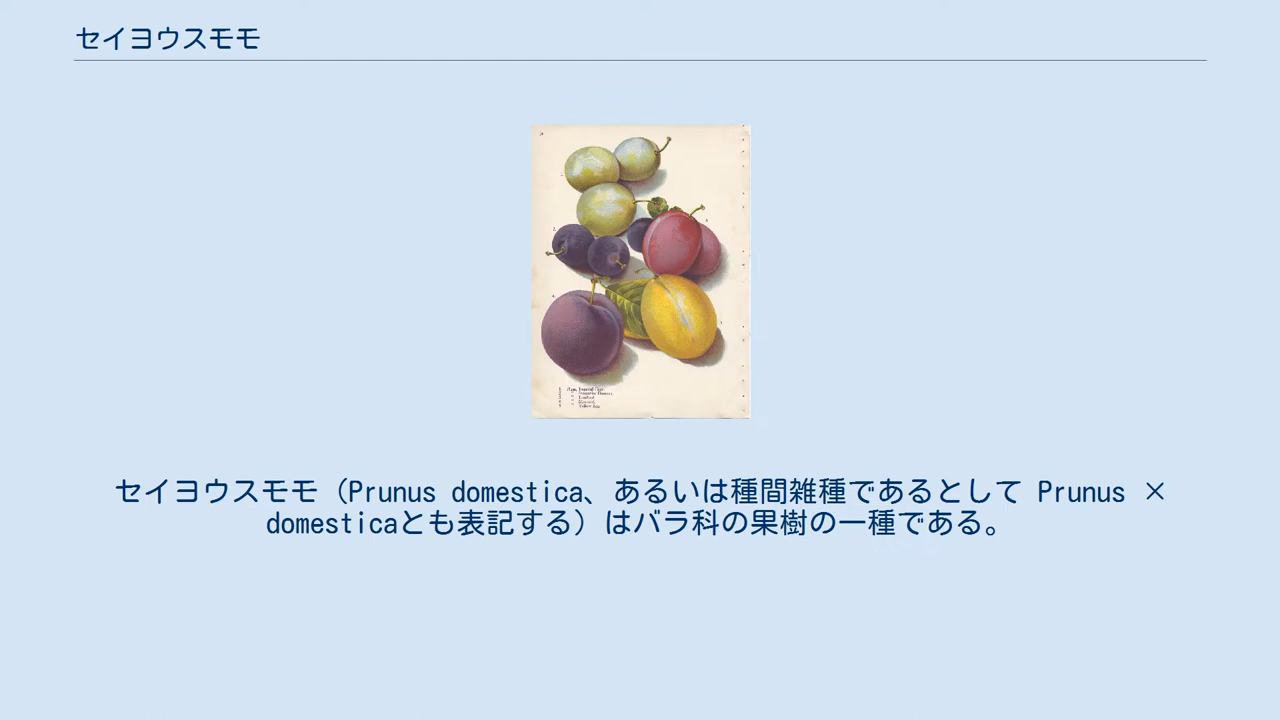 セイヨウスモモ
セイヨウスモモ（Prunus domestica、あるいは種間雑種であるとして Prunus ×
domesticaとも表記する）はバラ科の果樹の一種である。